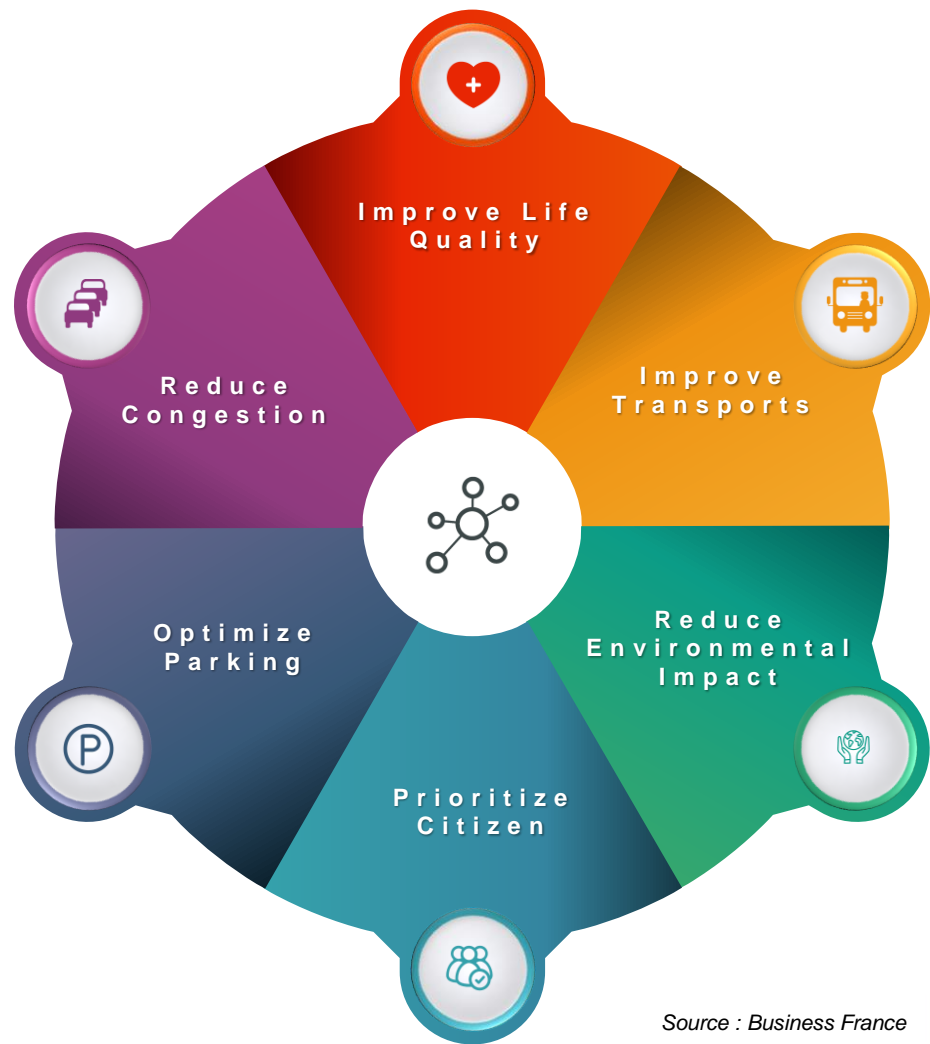 Improve Life
Quality
Improve
Transports
Reduce
Environmental
Impact
Prioritize
Citizen
Optimize
Parking
P
Reduce
Congestion
Source : Business France